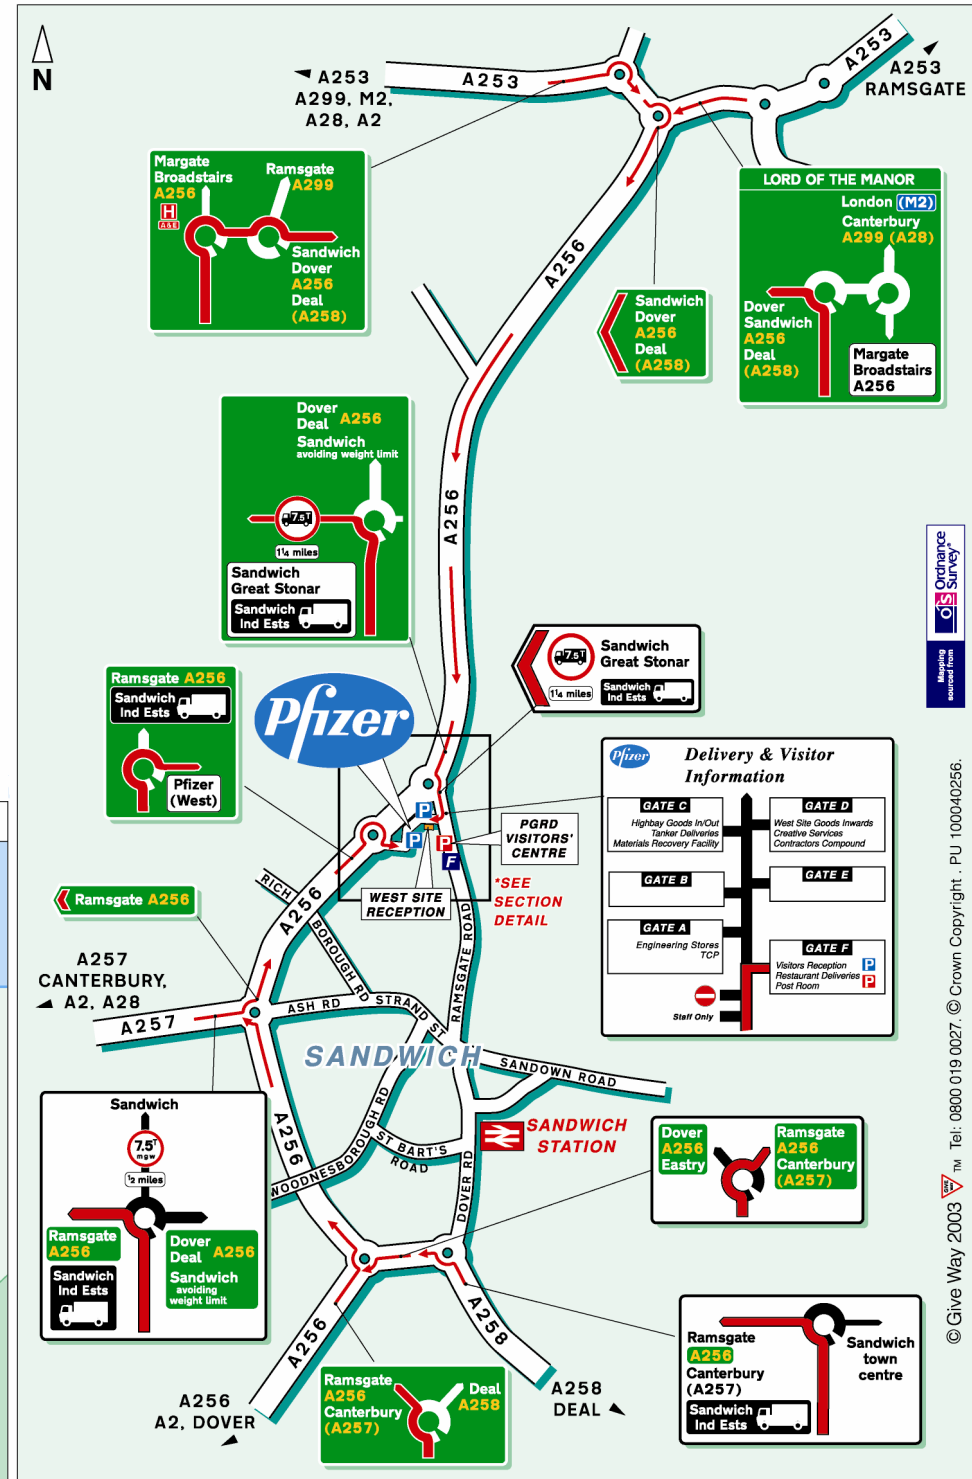 N
A253
A299, M2,
A28, A2
A253
A253
A253
RAMSGATE
Margate
Broadstairs
A256
H
A&E
Ramsgate
A299
Sandwich
Dover
A256
Deal
(A258)
LORD OF THE MANOR
London (M2)
Canterbury
A299 (A28)
Dover
Sandwich
A256
Deal
(A258)
Margate
Broadstairs
A256
A256
Sandwich
Dover
A256
Deal
(A258)
Dover
Deal A256
Sandwich
avoiding weight limit
7.5T
1¼ miles
Sandwich
Great Stonar
Sandwich
Ind Ests
A256
Ordnance
Survey®
Mapping
sourced from
7.5T
1¼ miles
Sandwich
Great Stonar
Sandwich
Ind Ests
Ramsgate A256
Sandwich
Ind Ests
Pfizer
(West)
Pfizer
P
P
P
F
PGRD
VISITORS'
CENTRE
WEST SITE
RECEPTION
*SEE
SECTION
DETAIL
Pfizer
Delivery & Visitor
Information
GATE C
Highbay Goods In/Out
Tanker Deliveries
Materials Recovery Facility
GATE D
West Site Goods Inwards
Creative Services
Contractors Compound
GATE B
GATE E
GATE A
Engineering Stores
TCP
GATE F
Visitors Reception P
Restaurant Deliveries P
Post Room
Staff Only
Ramsgate A256
A256
RICHBOROUGH RD
RAMSGATE ROAD
A257
CANTERBURY,
A2, A28
A257
ASH RD
STRAND ST
SANDWICH
SANDOWN ROAD
SANDWICH
STATION
WOODNESBOROUGH RD
ST BART'S
ROAD
DOVER RD
A256
Sandwich
7.5T
mgw
½ miles
Ramsgate
A256
Sandwich
Ind Ests
Dover
Deal A256
Sandwich
avoiding
weight limit
Dover
A256
Eastry
Ramsgate
A256
Canterbury
(A257)
A256
A258
A256
A2, DOVER
A258
DEAL
Ramsgate
A256
Canterbury
(A257)
Deal
A258
Ramsgate
A256
Canterbury
(A257)
Sandwich
Ind Ests
Sandwich
town
centre
© Give Way 2003 GIVE WAY TM Tel: 0800 019 0027. © Crown Copyright . PU 100040256.